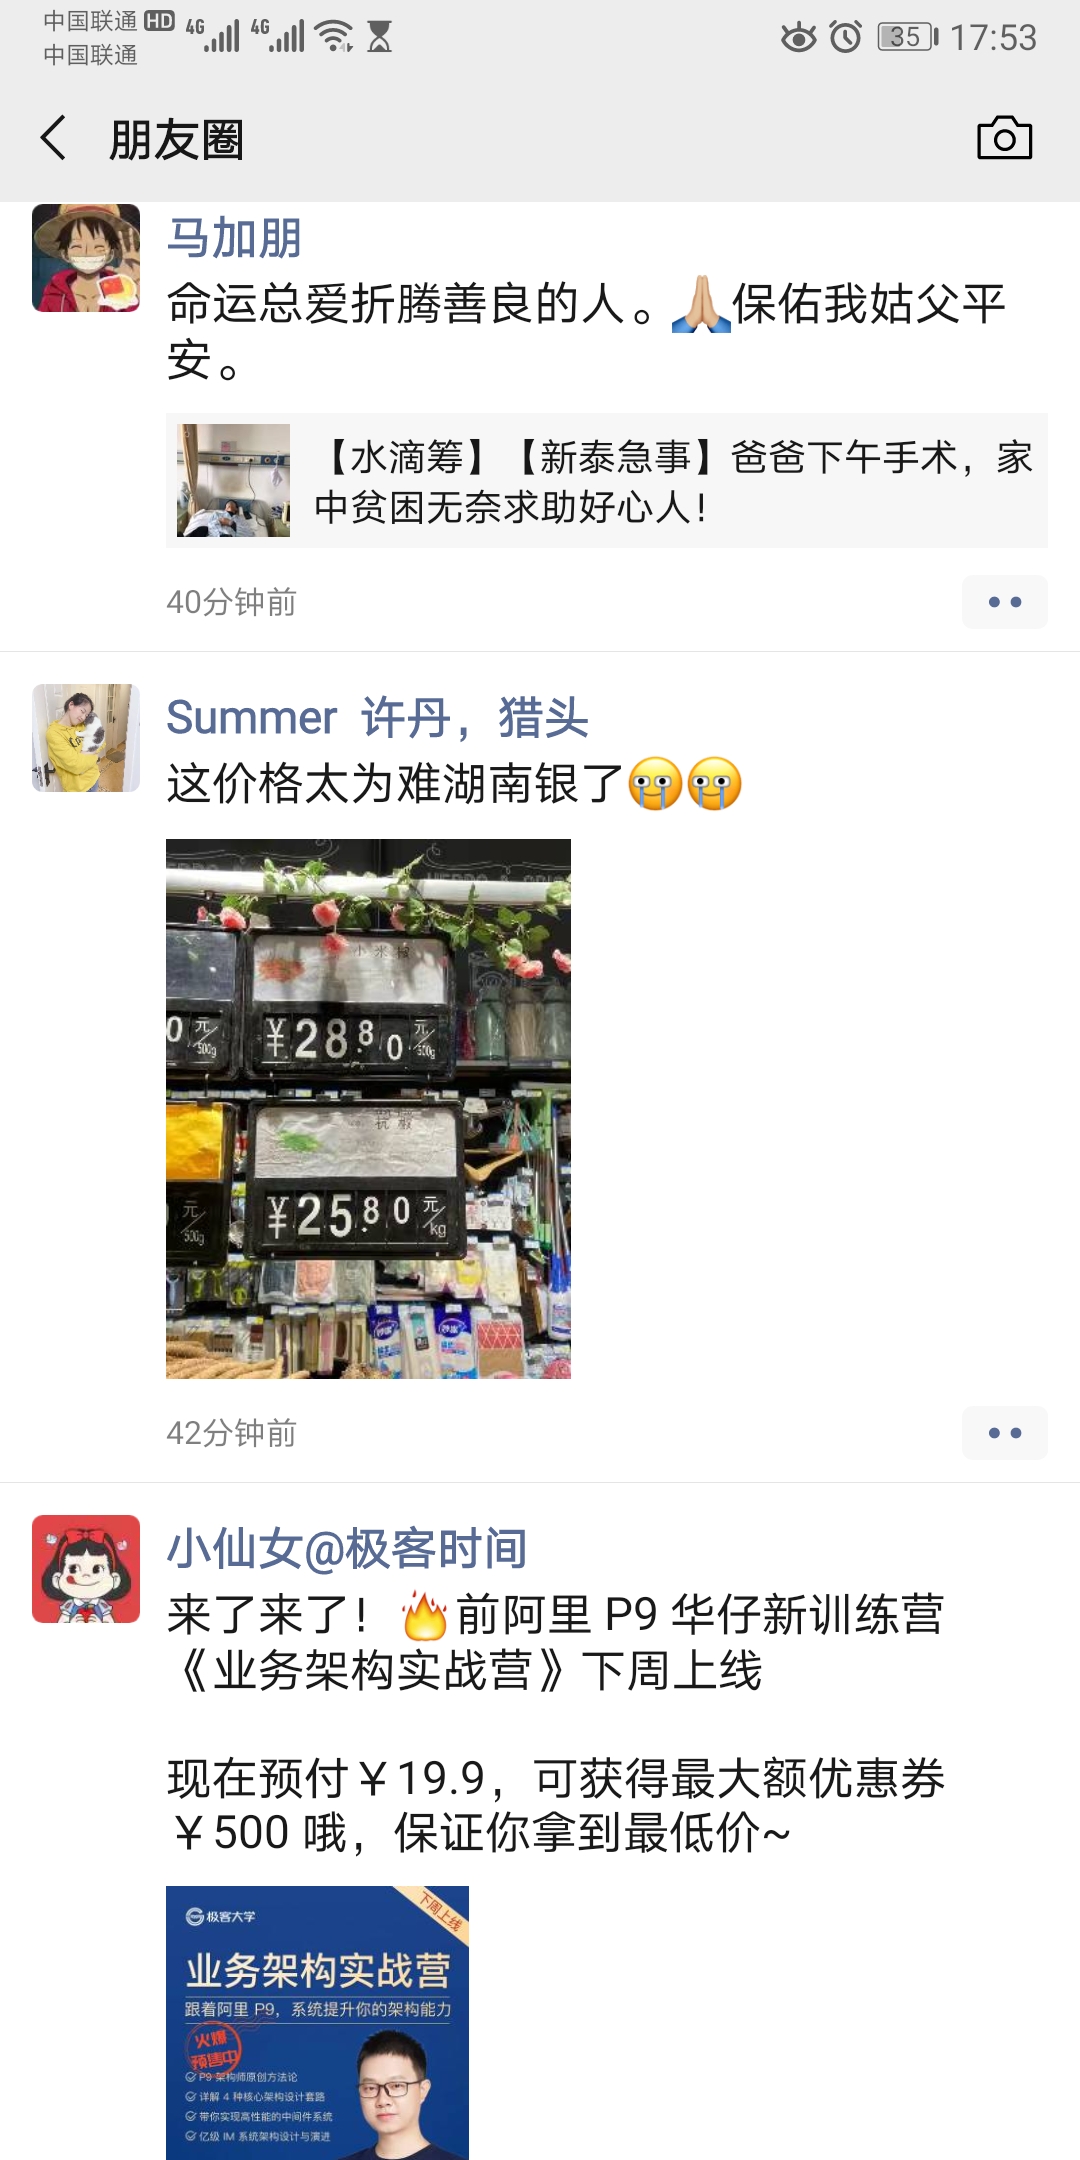 中国联通 HD 4G 4G 35 17:53
中国联通
朋友圈
马加朋
命运总爱折腾善良的人。🙏保佑我姑父平
安。
【水滴筹】【新泰急事】爸爸下午手术，家
中贫困无奈求助好心人！
40分钟前
Summer 许丹，猎头
这价格太为难湖南银了😭😭
小米椒
0 元/500g
¥28.80 元/500g
杭椒
元/500g
¥25.80 元/kg
42分钟前
小仙女@极客时间
来了来了！🔥前阿里 P9 华仔新训练营
《业务架构实战营》下周上线
现在预付￥19.9，可获得最大额优惠券
￥500 哦，保证你拿到最低价~
下周上线
极客大学
业务架构实战营
跟着阿里 P9，系统提升你的架构能力
火爆
预售中
P9 架构师原创方法论
详解 4 种核心架构设计套路
带你实现高性能的中间件系统
亿级 IM 系统架构设计与演进